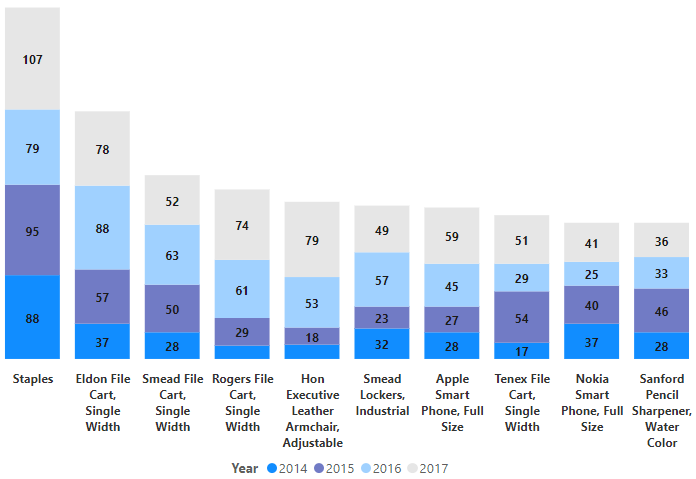 107
78
52
74
79
49
59
51
41
36
79
88
63
61
53
57
45
29
25
33
95
57
50
29
18
23
27
54
40
46
88
37
28
32
28
17
37
28
Staples
Eldon File
Cart,
Single
Width
Smead File
Cart,
Single
Width
Rogers File
Cart,
Single
Width
Hon
Executive
Leather
Armchair,
Adjustable
Smead
Lockers,
Industrial
Apple
Smart
Phone, Full
Size
Tenex File
Cart,
Single
Width
Nokia
Smart
Phone, Full
Size
Sanford
Pencil
Sharpener,
Water
Color
Year 2014 2015 2016 2017